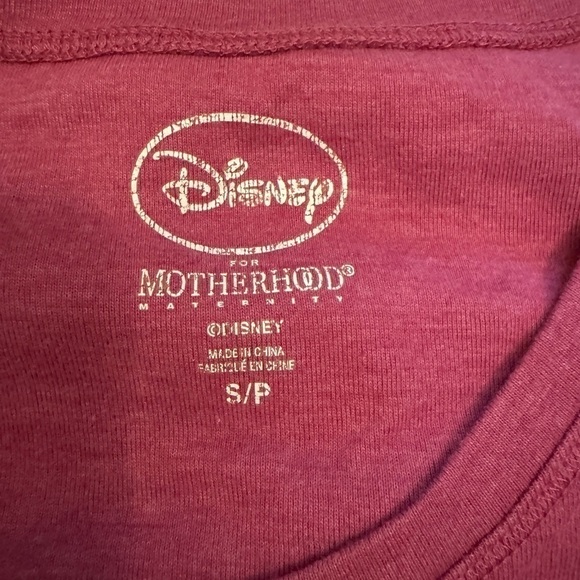 Disney
FOR
MOTHERHOOD®
MATERNITY
©DISNEY
MADE IN CHINA
FABRIQUÉ EN CHINE
S/P